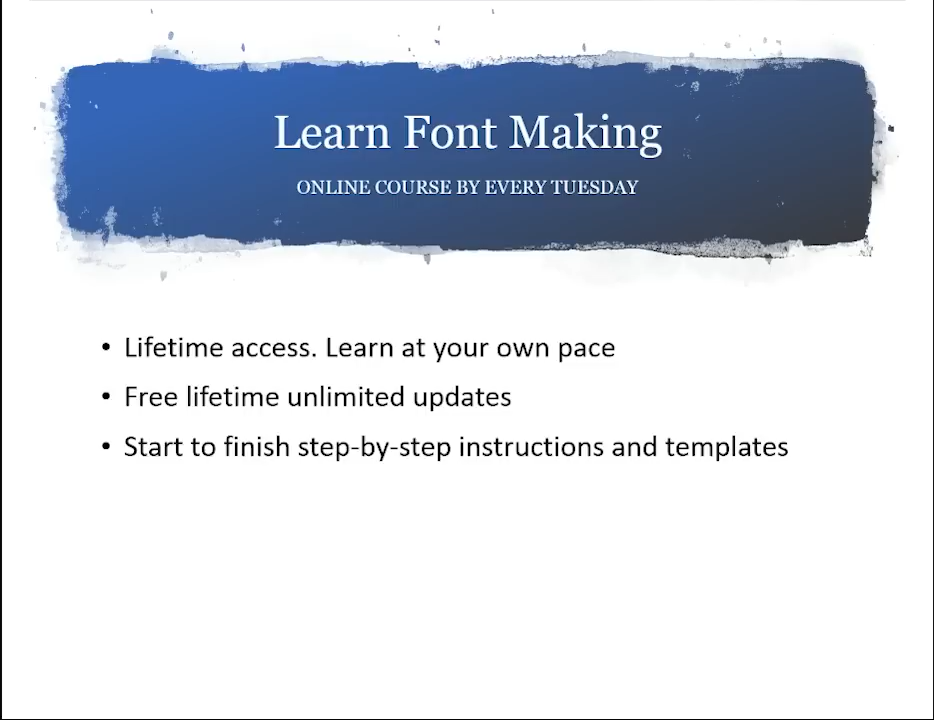 Learn Font Making
ONLINE COURSE BY EVERY TUESDAY
• Lifetime access. Learn at your own pace
• Free lifetime unlimited updates
• Start to finish step-by-step instructions and templates